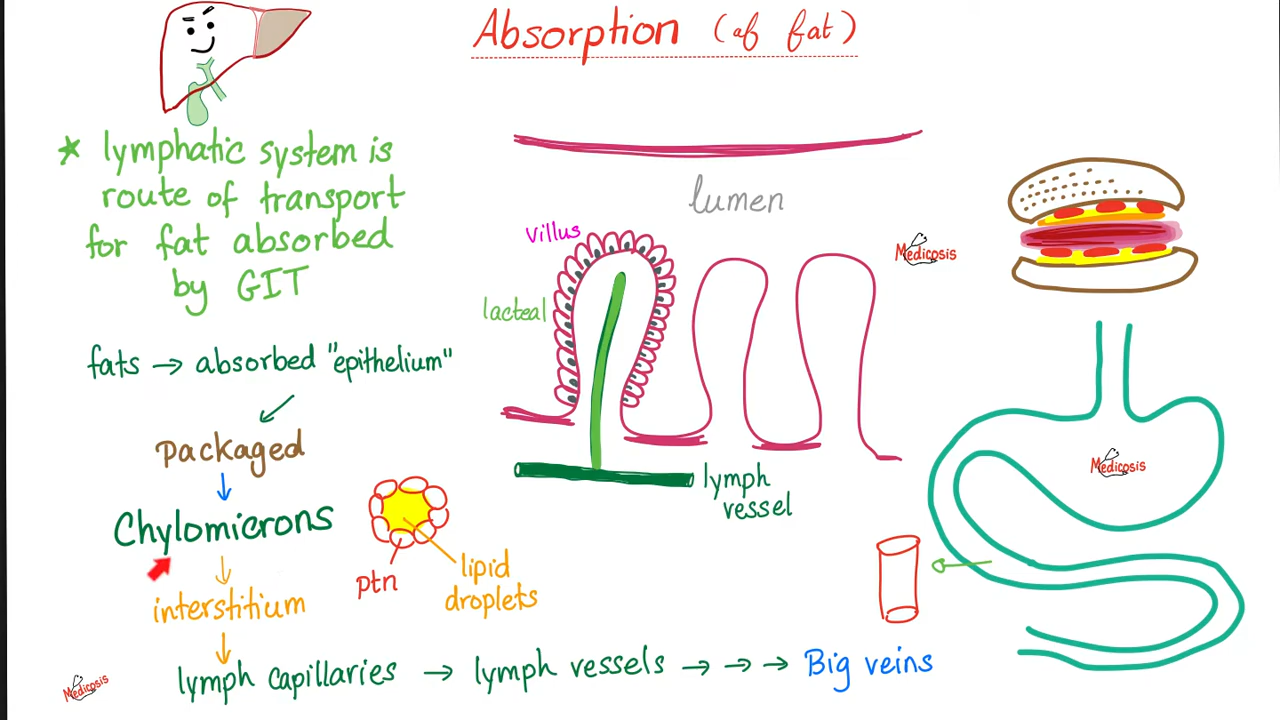 Absorption (of fat)
* lymphatic system is
route of transport
for fat absorbed
by GIT
fats → absorbed "epithelium"
packaged
Chylomicrons
ptn
lipid
droplets
interstitium
lymph capillaries → lymph vessels → → → Big veins
lumen
villus
lacteal
lymph
vessel
Medicosis
Medicosis
Medicosis